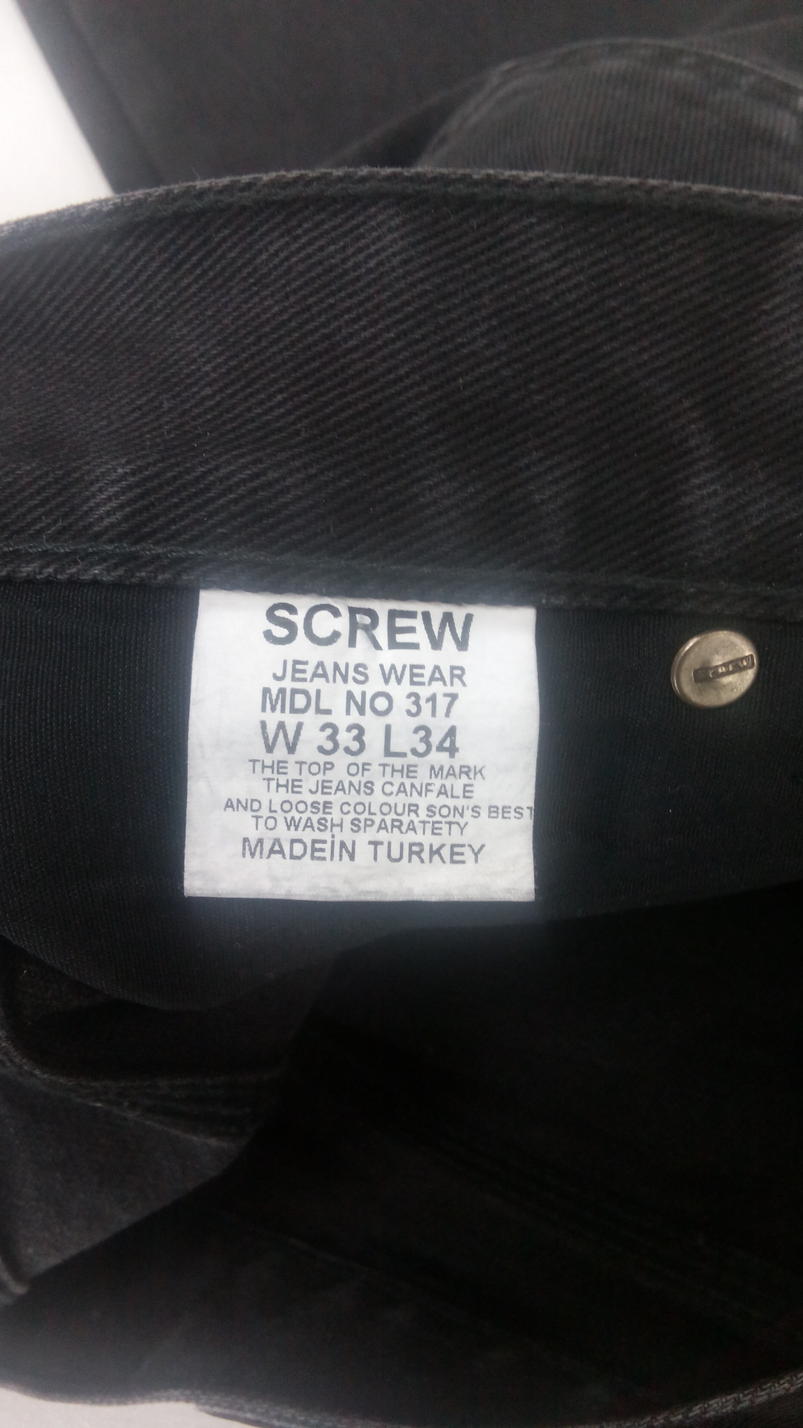 SCREW
JEANS WEAR
MDL NO 317
W 33 L34
THE TOP OF THE MARK
THE JEANS CANFALE
AND LOOSE COLOUR SON'S BEST
TO WASH SPARATETY
MADEİN TURKEY